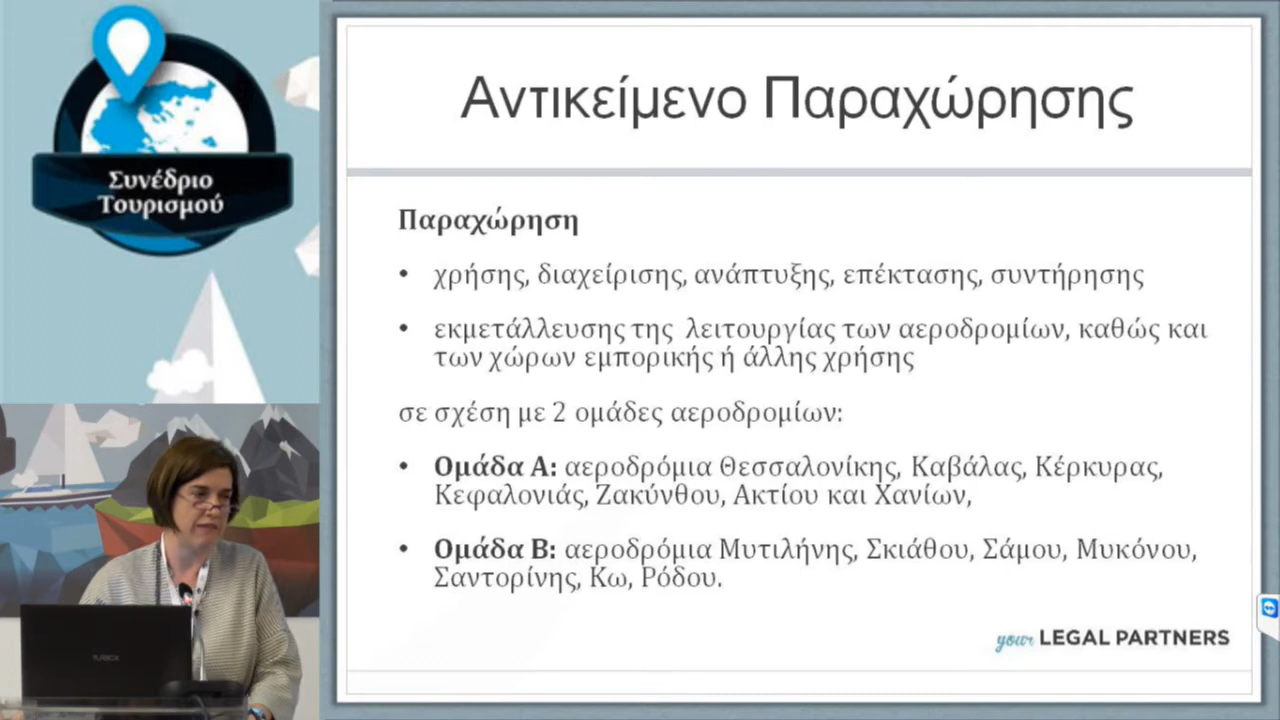 Συνέδριο
Τουρισμού
Αντικείμενο Παραχώρησης
Παραχώρηση
• χρήσης, διαχείρισης, ανάπτυξης, επέκτασης, συντήρησης
• εκμετάλλευσης της λειτουργίας των αεροδρομίων, καθώς και
των χώρων εμπορικής ή άλλης χρήσης
σε σχέση με 2 ομάδες αεροδρομίων:
• Ομάδα Α: αεροδρόμια Θεσσαλονίκης, Καβάλας, Κέρκυρας,
Κεφαλονιάς, Ζακύνθου, Ακτίου και Χανίων,
• Ομάδα Β: αεροδρόμια Μυτιλήνης, Σκιάθου, Σάμου, Μυκόνου,
Σαντορίνης, Κω, Ρόδου.
your LEGAL PARTNERS